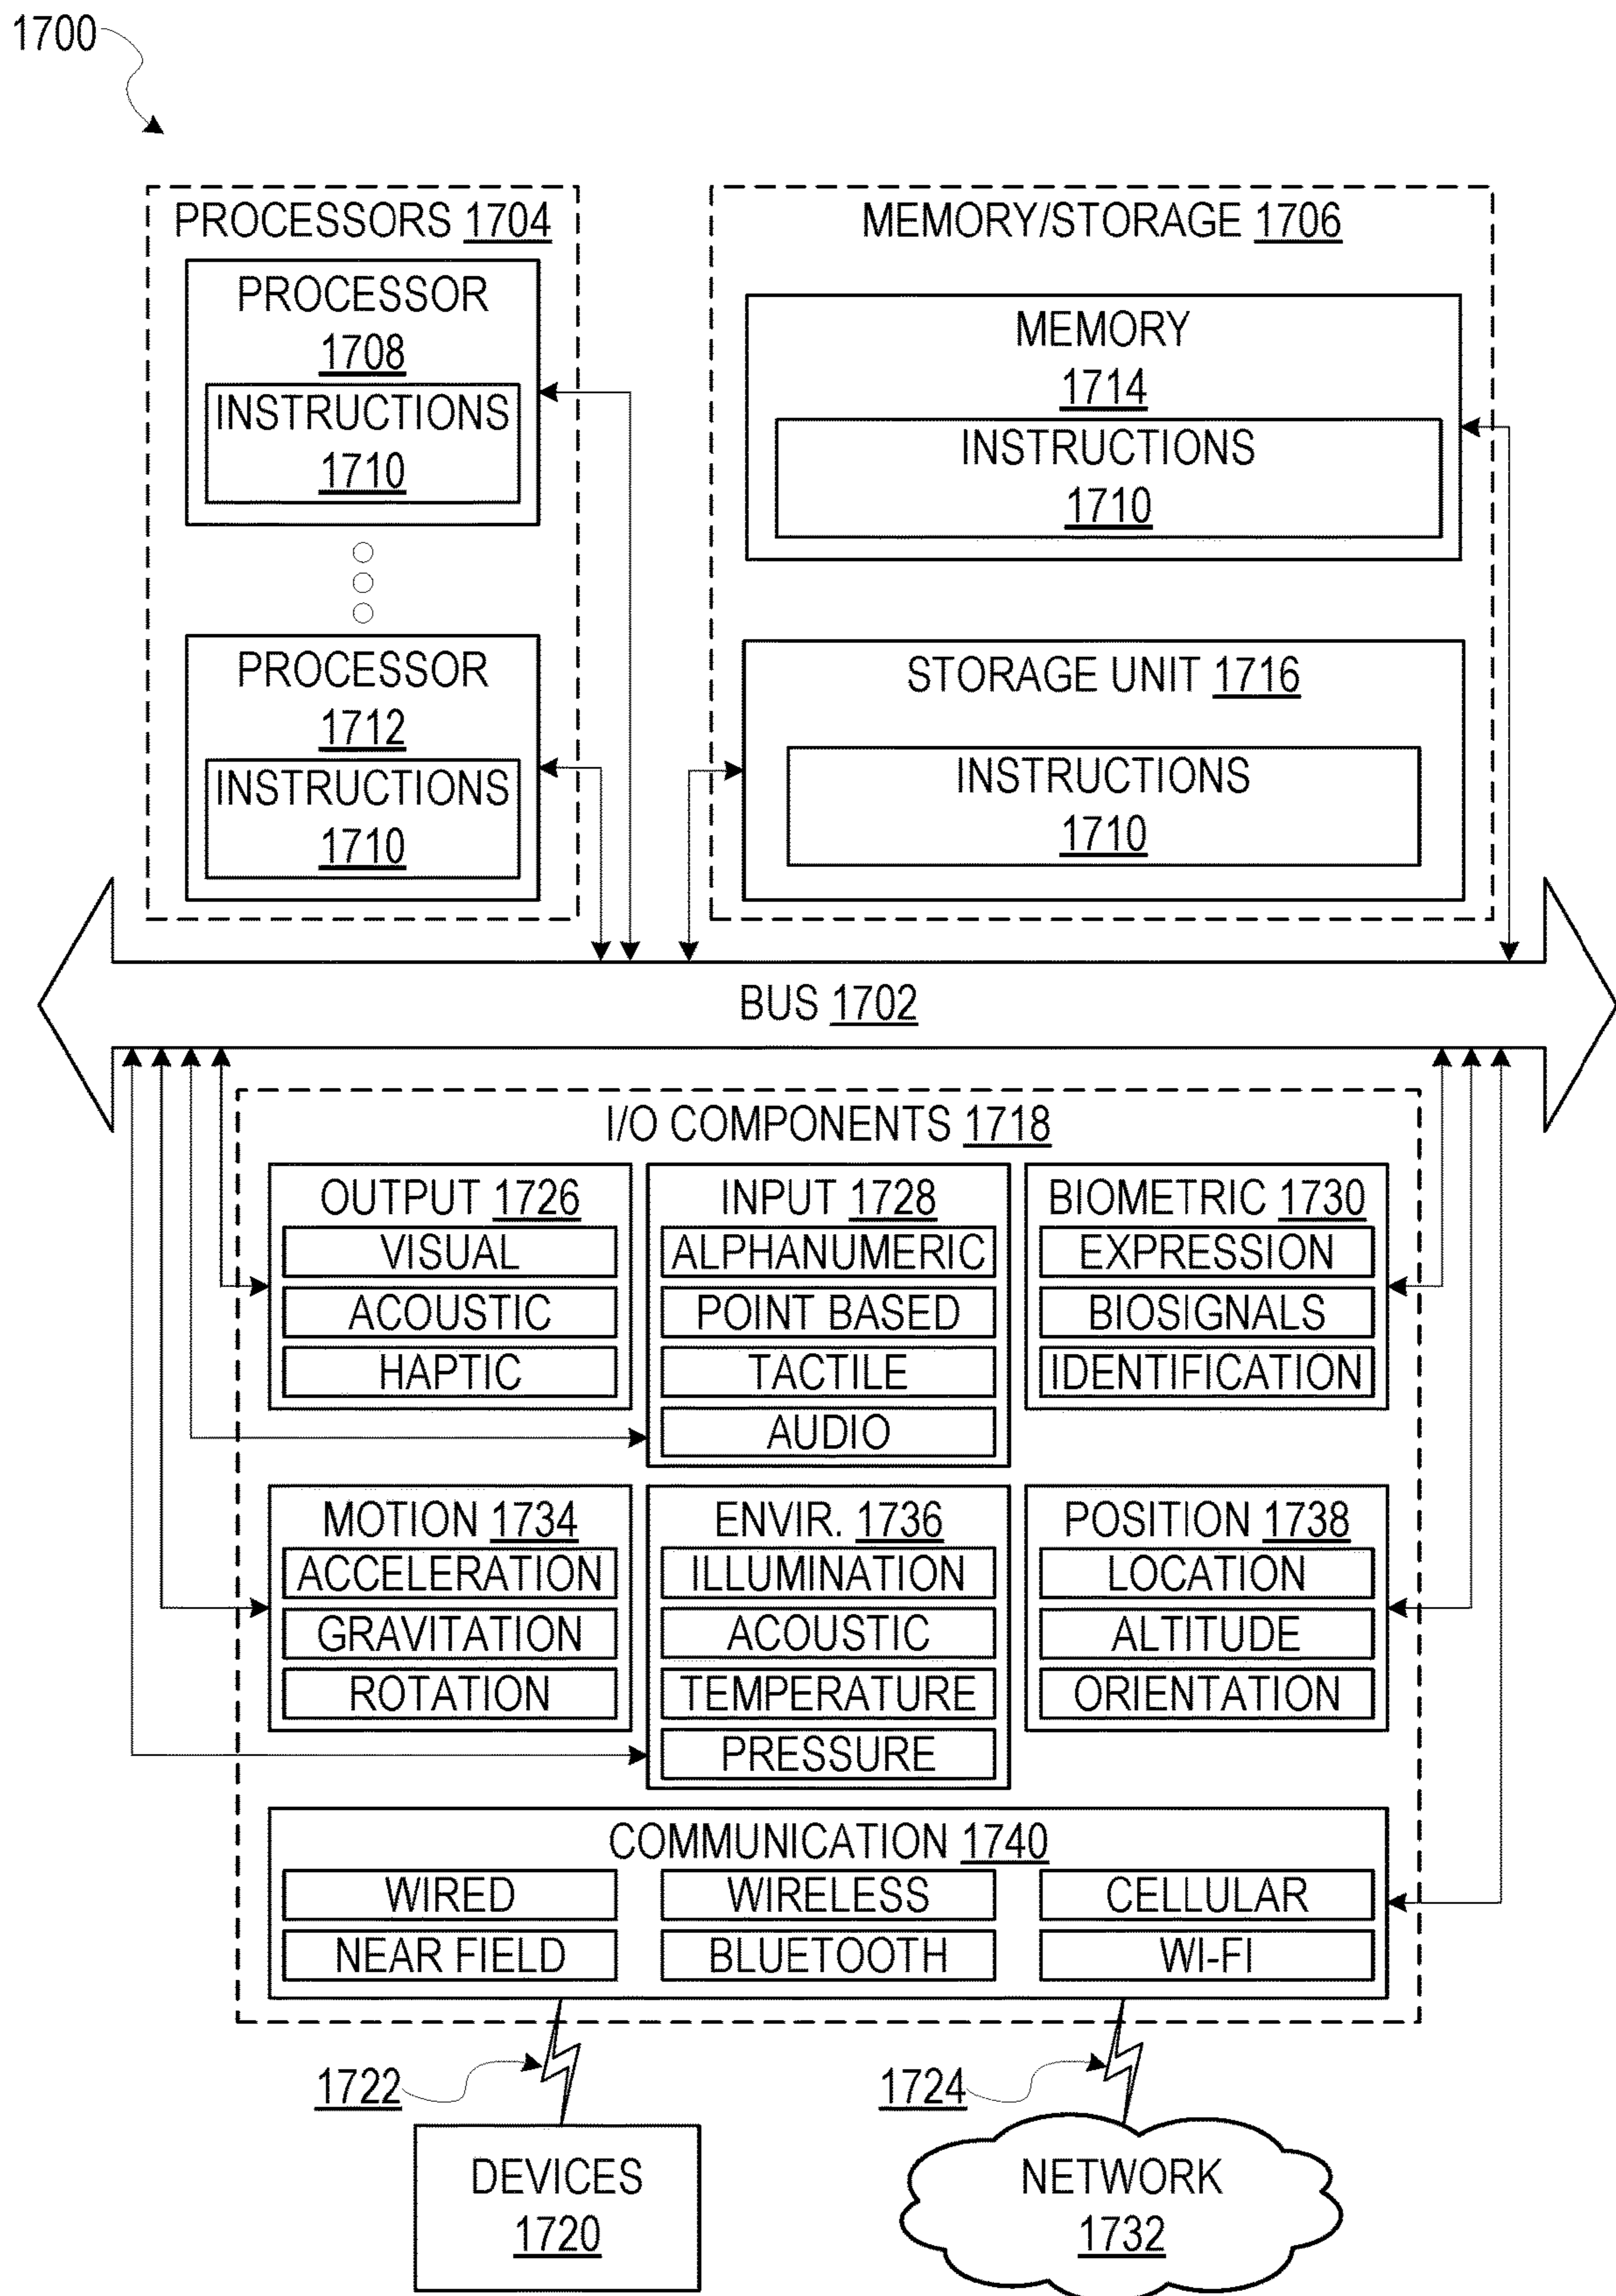 1700
PROCESSORS 1704
PROCESSOR
1708
INSTRUCTIONS
1710
PROCESSOR
1712
INSTRUCTIONS
1710
MEMORY/STORAGE 1706
MEMORY
1714
INSTRUCTIONS
1710
STORAGE UNIT 1716
INSTRUCTIONS
1710
BUS 1702
I/O COMPONENTS 1718
OUTPUT 1726
VISUAL
ACOUSTIC
HAPTIC
INPUT 1728
ALPHANUMERIC
POINT BASED
TACTILE
AUDIO
BIOMETRIC 1730
EXPRESSION
BIOSIGNALS
IDENTIFICATION
MOTION 1734
ACCELERATION
GRAVITATION
ROTATION
ENVIR. 1736
ILLUMINATION
ACOUSTIC
TEMPERATURE
PRESSURE
POSITION 1738
LOCATION
ALTITUDE
ORIENTATION
COMMUNICATION 1740
WIRED
WIRELESS
CELLULAR
NEAR FIELD
BLUETOOTH
WI-FI
1722
1724
DEVICES
1720
NETWORK
1732